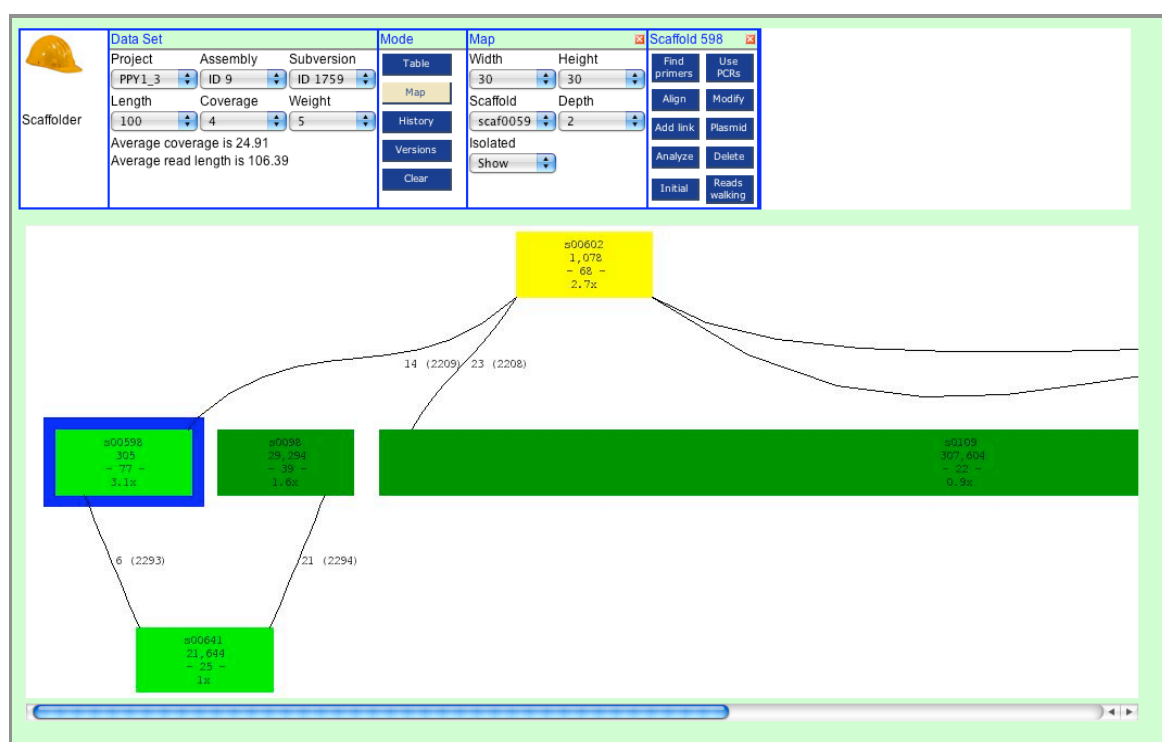 Scaffolder
Data Set
Project Assembly Subversion
PPY1_3 ID 9 ID 1759
Length Coverage Weight
100 4 5
Average coverage is 24.91
Average read length is 106.39
Mode
Table
Map
History
Versions
Clear
Map
Width Height
30 30
Scaffold Depth
scaf0059 2
Isolated
Show
Scaffold 598
Find
primers
Use
PCRs
Align Modify
Add link Plasmid
Analyze Delete
Initial
Reads
walking
s00602
1,078
- 68 -
2.7x
14 (2209) 23 (2208)
s00598
305
- 77 -
3.1x
s0098
29,294
- 39 -
1.6x
s0109
307,604
- 22 -
0.9x
6 (2293) 21 (2294)
s00641
21,644
- 25 -
1x